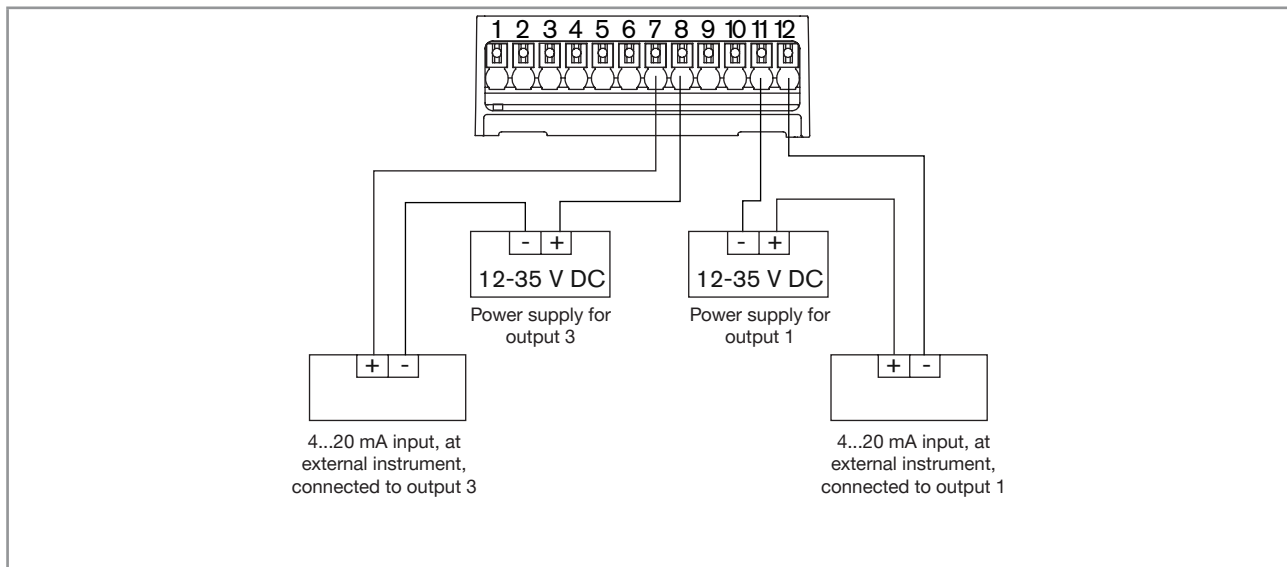 1 2 3 4 5 6 7 8 9 10 11 12
- +
12-35 V DC
Power supply for
output 3
- +
12-35 V DC
Power supply for
output 1
+ -
4...20 mA input, at
external instrument,
connected to output 3
+ -
4...20 mA input, at
external instrument,
connected to output 1